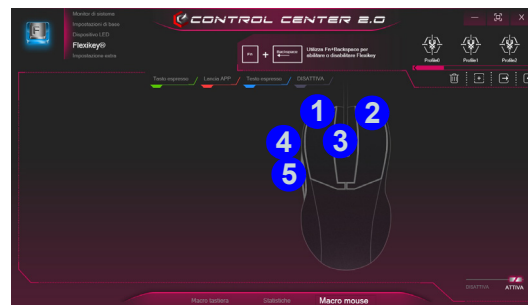 Monitor di sistema
Impostazioni di base
Dispositivo LED
Flexikey®
Impostazione extra
CONTROL CENTER 2.0
Fn + Backspace
Utilizza Fn+Backspace per
abilitare o disabilitare Flexikey
Profile0 Profile1 Profile2
Tasto espresso / Lancia APP / Tasto espresso / DISATTIVA
1 2
3
4
5
DISATTIVA ATTIVA
Macro tastiera Statistiche Macro mouse